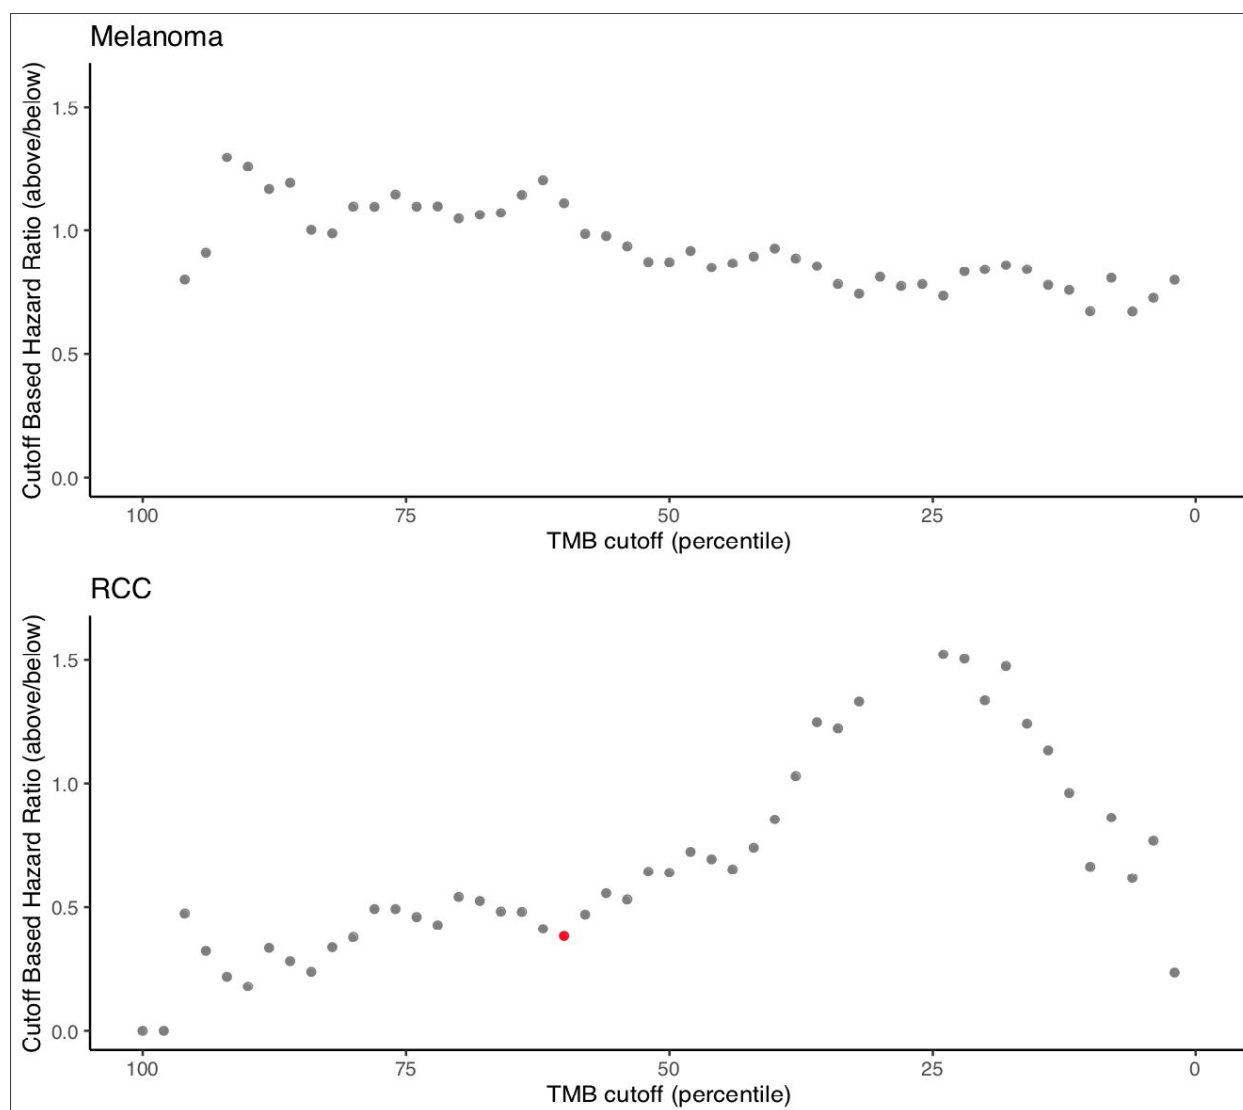 Melanoma
Cutoff Based Hazard Ratio (above/below)
1.5
1.0
0.5
0.0
100 75 50 25 0
TMB cutoff (percentile)
RCC
Cutoff Based Hazard Ratio (above/below)
1.5
1.0
0.5
0.0
100 75 50 25 0
TMB cutoff (percentile)